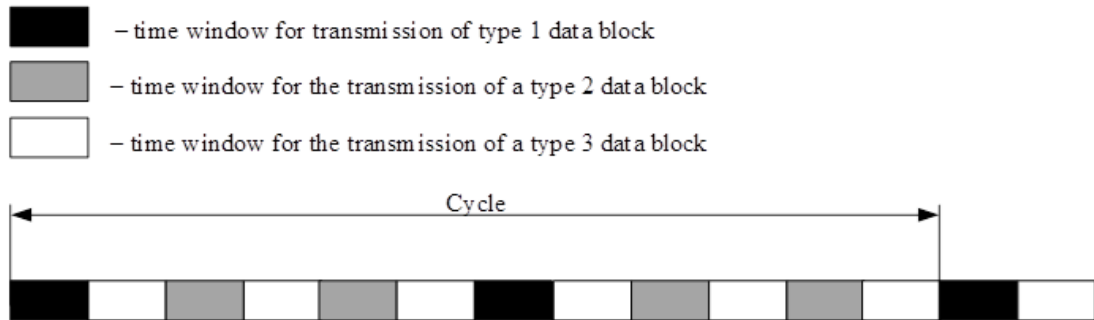 – time window for transmission of type 1 data block
– time window for the transmission of a type 2 data block
– time window for the transmission of a type 3 data block
Cycle